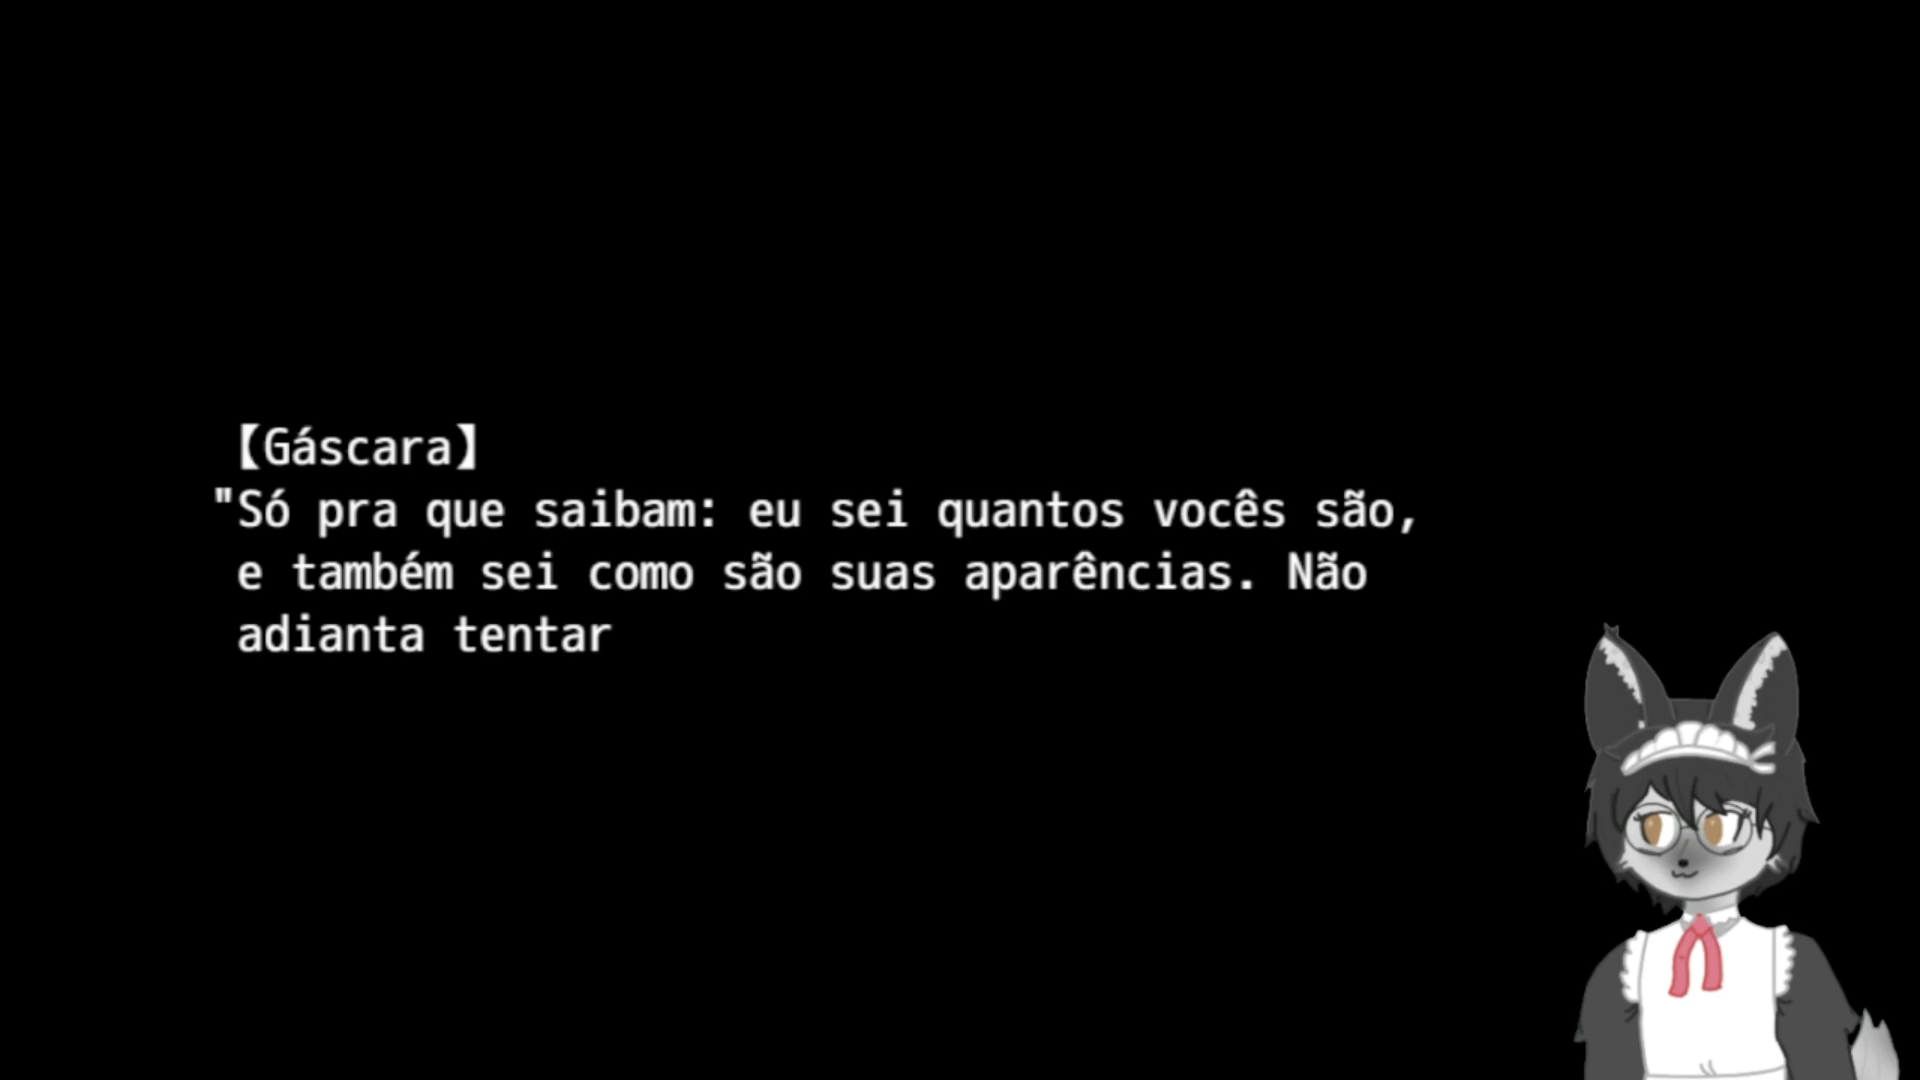 【Gáscara】
"Só pra que saibam: eu sei quantos vocês são,
e também sei como são suas aparências. Não
adianta tentar